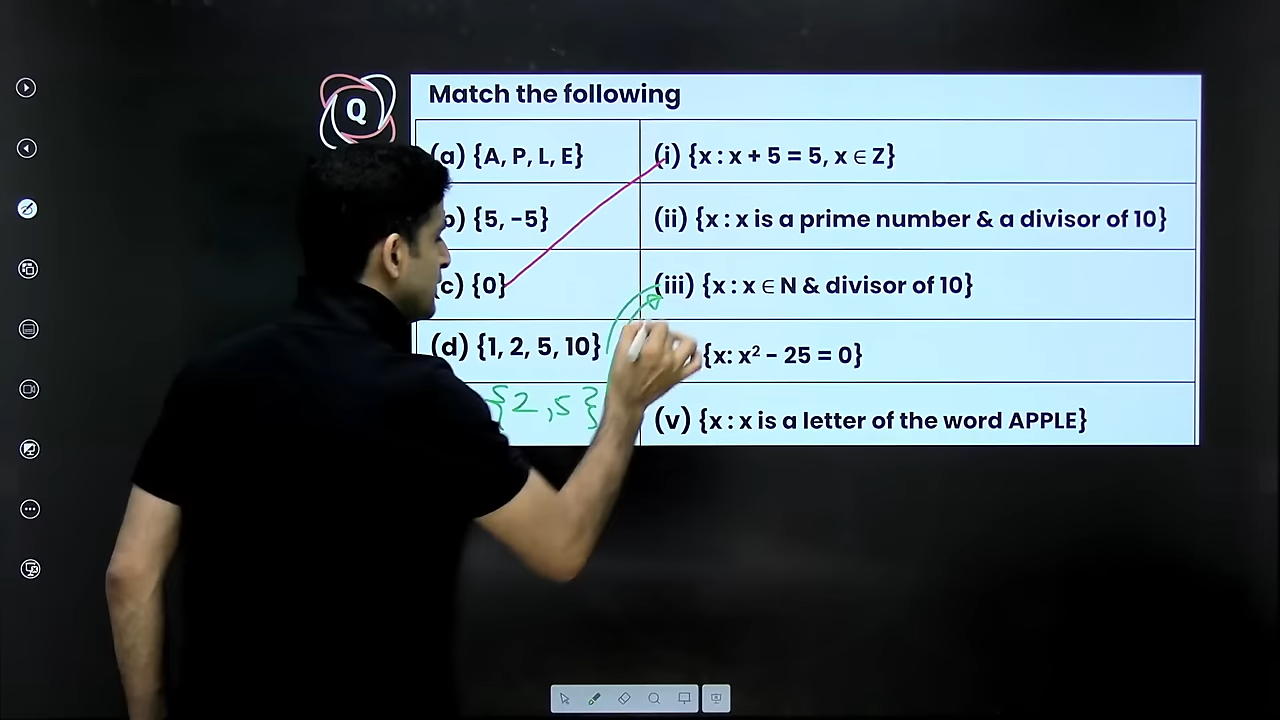 Q
Match the following
(a) {A, P, L, E}
(i) {x : x + 5 = 5, x ∈ Z}
b) {5, -5}
(ii) {x : x is a prime number & a divisor of 10}
(c) {0}
(iii) {x : x ∈ N & divisor of 10}
(d) {1, 2, 5, 10}
{x: x² - 25 = 0}
{2, 5}
(v) {x : x is a letter of the word APPLE}